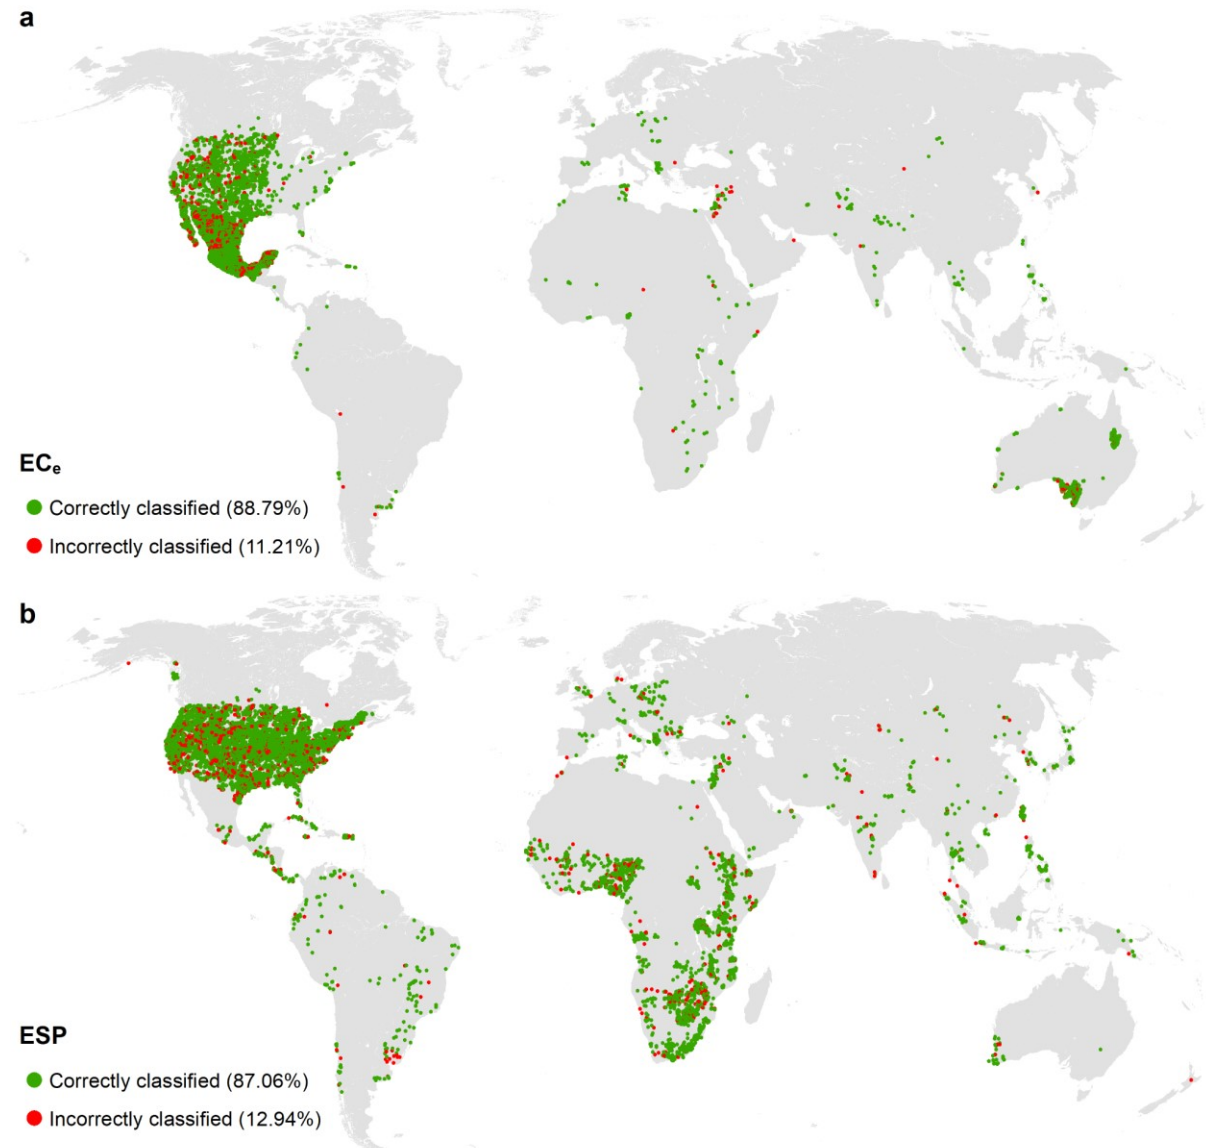 a
ECₑ
Correctly classified (88.79%)
Incorrectly classified (11.21%)
b
ESP
Correctly classified (87.06%)
Incorrectly classified (12.94%)